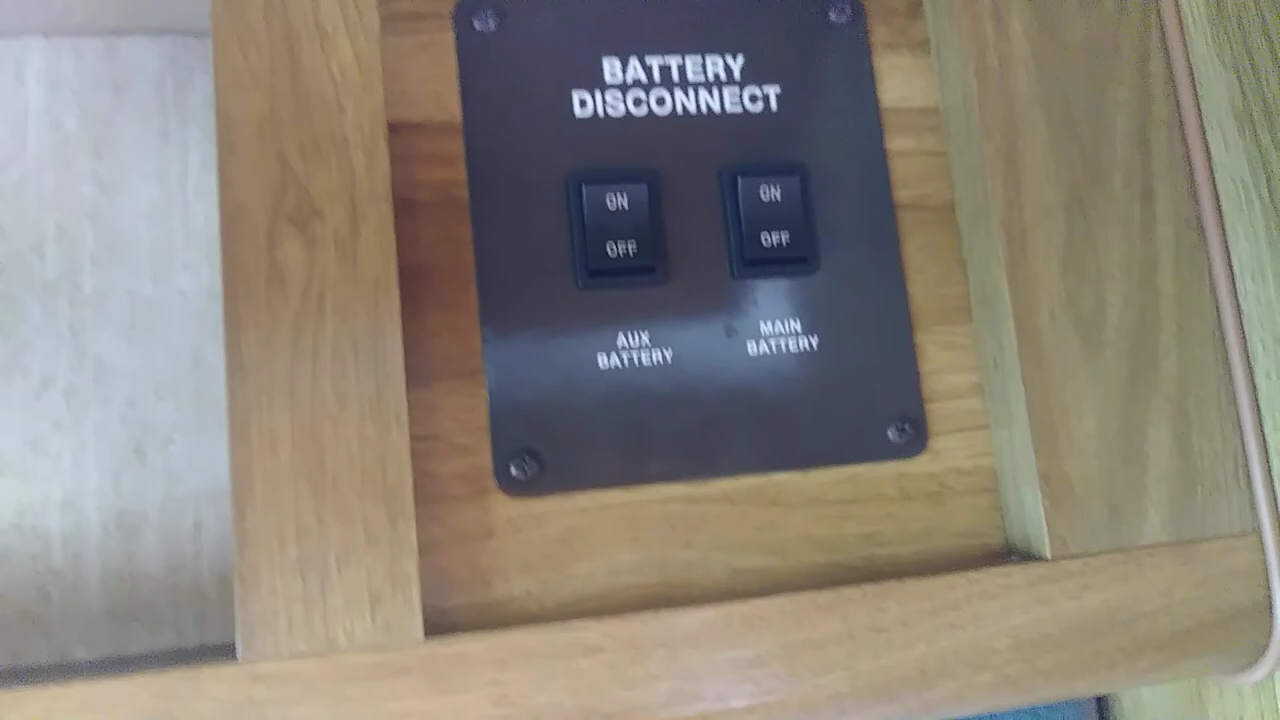 BATTERY
DISCONNECT
ON
OFF
ON
OFF
AUX
BATTERY
MAIN
BATTERY